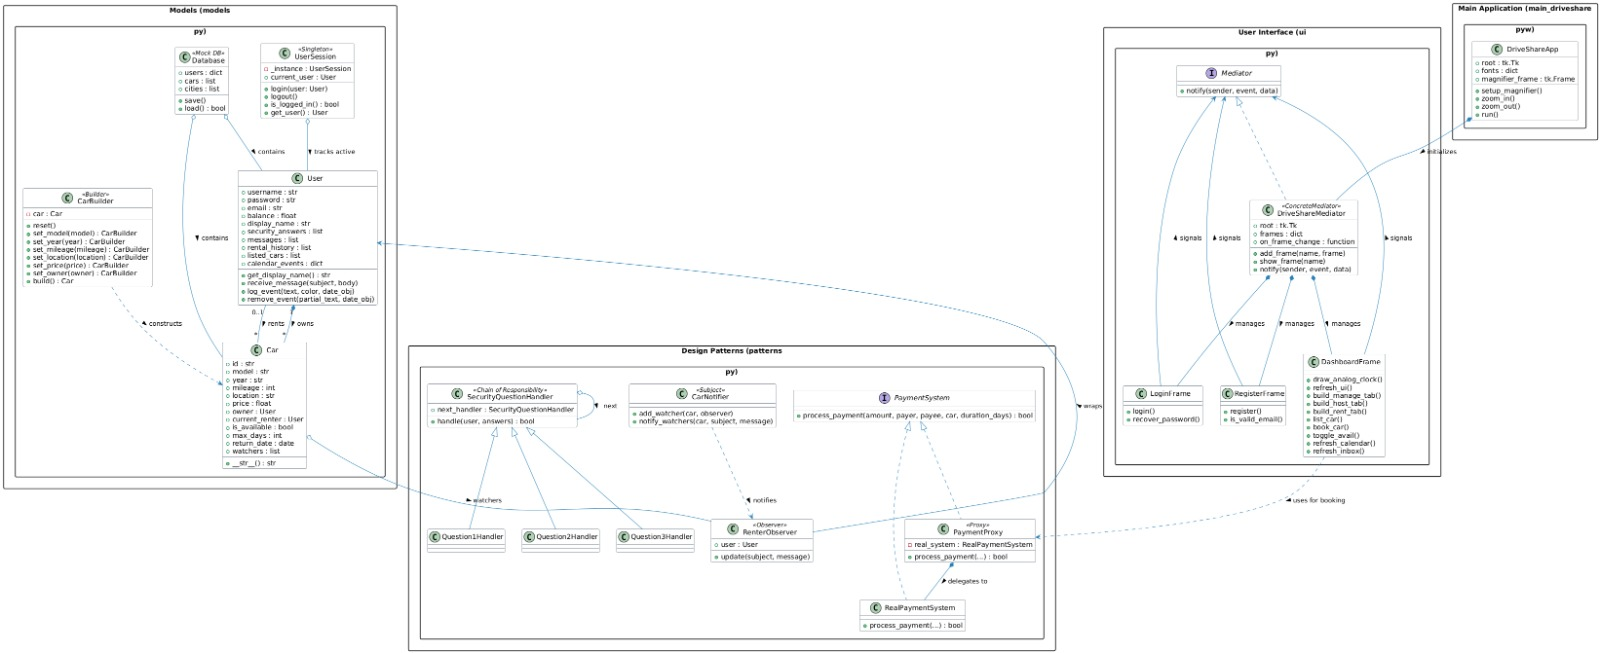 Models (models
py)
«Mock DB»
Database
users : dict
cars : list
cities : list
save()
load() : bool
«Singleton»
UserSession
_instance : UserSession
current_user : User
login(user: User)
logout()
is_logged_in() : bool
get_user() : User
contains
tracks active
User
username : str
password : str
email : str
balance : float
display_name : str
security_answers : list
messages : list
rental_history : list
listed_cars : list
calendar_events : dict
get_display_name() : str
receive_message(subject, body)
log_event(text, color, date_obj)
remove_event(partial_text, date_obj)
«Builder»
CarBuilder
car : Car
reset()
set_model(model) : CarBuilder
set_year(year) : CarBuilder
set_mileage(mileage) : CarBuilder
set_location(location) : CarBuilder
set_price(price) : CarBuilder
set_owner(owner) : CarBuilder
build() : Car
contains
constructs
rents
owns
*
*
Car
id : str
model : str
year : str
mileage : int
location : str
price : float
owner : User
current_renter : User
is_available : bool
max_days : int
return_date : date
watchers : list
__str__() : str
watchers
Design Patterns (patterns
py)
«Chain of Responsibility»
SecurityQuestionHandler
next_handler : SecurityQuestionHandler
handle(user, answers) : bool
next
«Subject»
CarNotifier
add_watcher(car, observer)
notify_watchers(car, subject, message)
PaymentSystem
process_payment(amount, payer, payee, car, duration_days) : bool
notifies
Question1Handler
Question2Handler
Question3Handler
«Observer»
RenterObserver
user : User
update(subject, message)
«Proxy»
PaymentProxy
real_system : RealPaymentSystem
process_payment(...) : bool
delegates to
RealPaymentSystem
process_payment(...) : bool
wraps
User Interface (ui
py)
Mediator
notify(sender, event, data)
«ConcreteMediator»
DriveShareMediator
root : tk.Tk
frames : dict
on_frame_change : function
add_frame(name, frame)
show_frame(name)
notify(sender, event, data)
signals
signals
signals
manages
manages
manages
LoginFrame
login()
recover_password()
RegisterFrame
register()
is_valid_email()
DashboardFrame
draw_analog_clock()
refresh_ui()
build_manage_tab()
build_host_tab()
build_rent_tab()
list_car()
book_car()
toggle_avail()
refresh_calendar()
refresh_inbox()
uses for booking
Main Application (main_driveshare
pyw)
DriveShareApp
root : tk.Tk
fonts : dict
magnifier_frame : tk.Frame
setup_magnifier()
zoom_in()
zoom_out()
run()
initializes